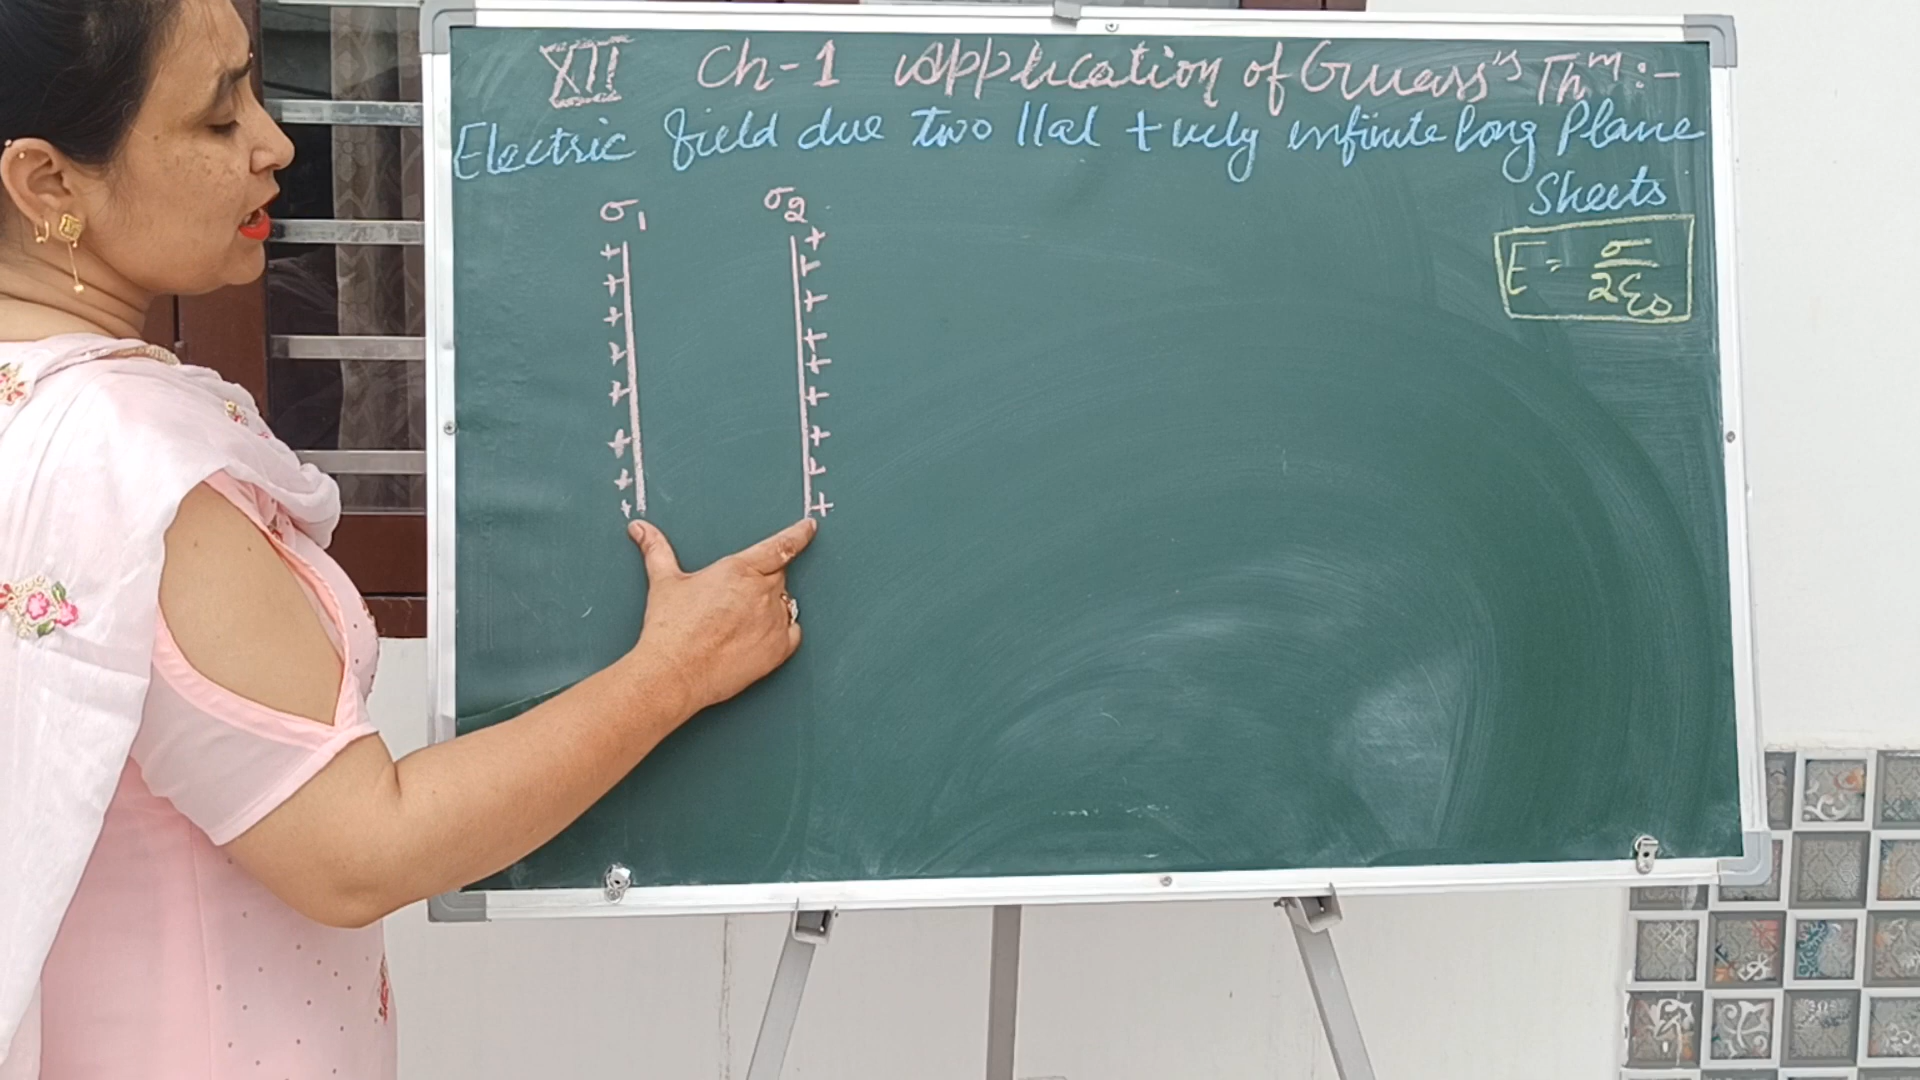 XII Ch-1 Application of Gauss's Thm :-
Electric field due two llal +vely infinite long Plane
Sheets
σ1 σ2
E = σ/2ε0